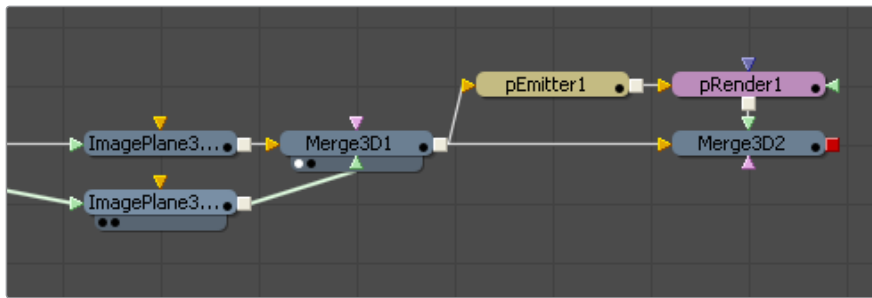 pEmitter1
pRender1
ImagePlane3...
Merge3D1
Merge3D2
ImagePlane3...